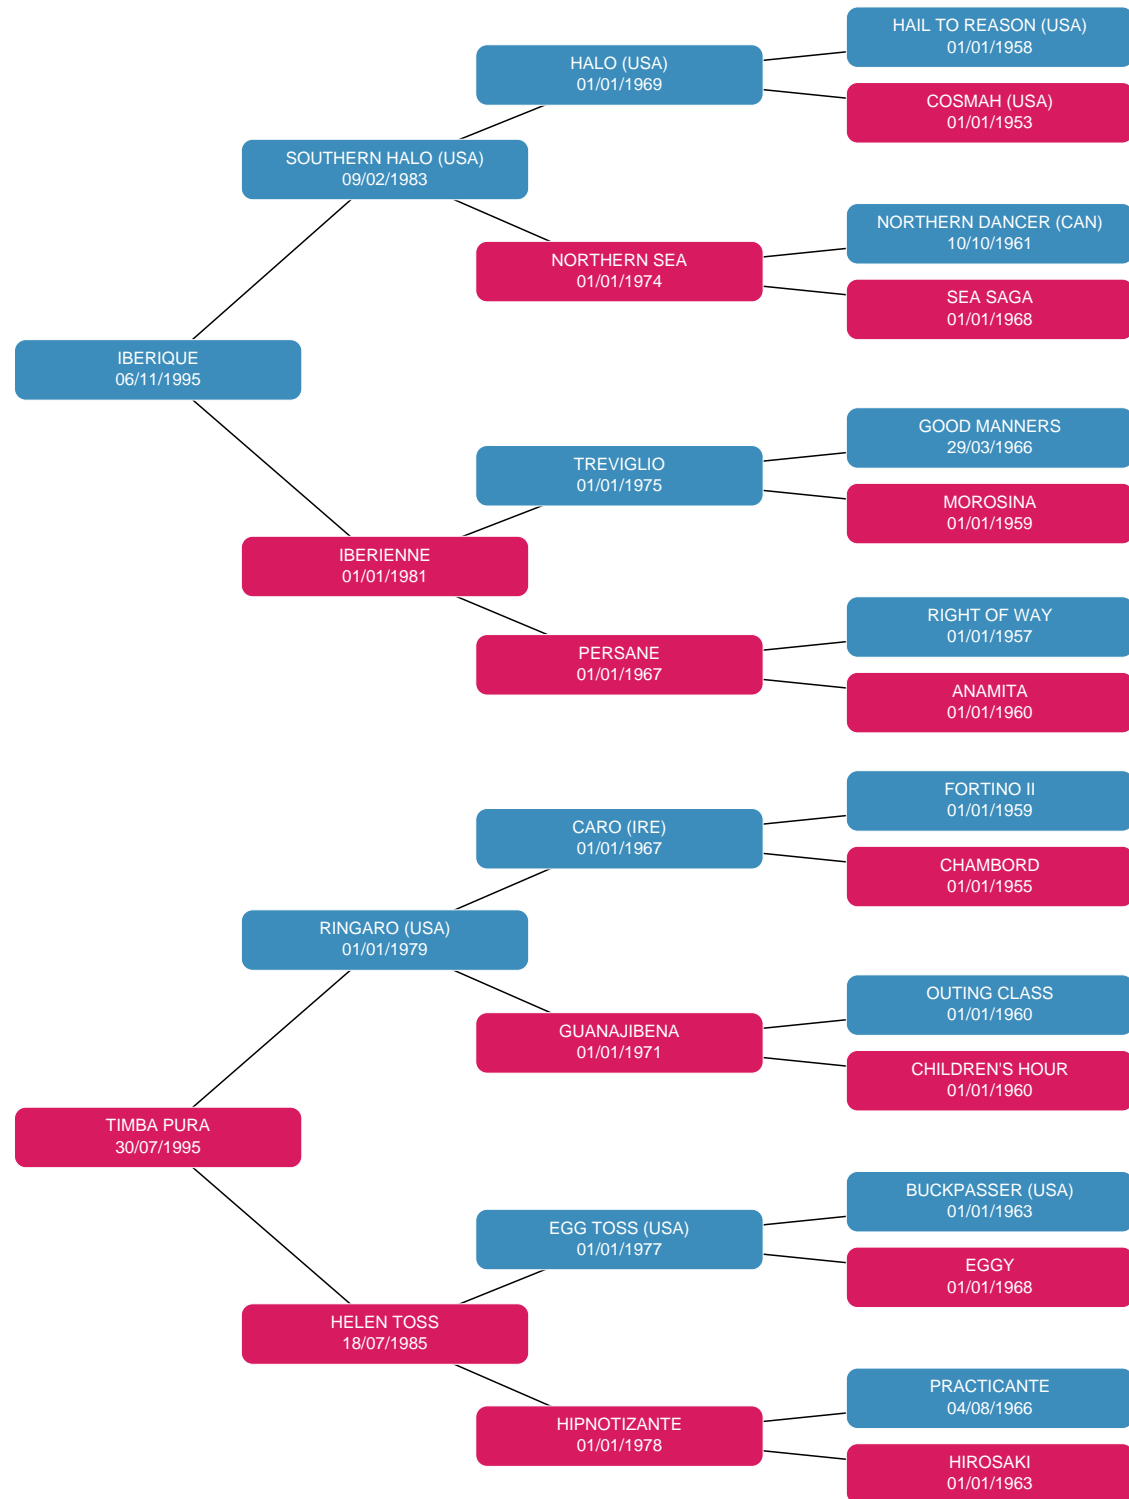 HAIL TO REASON (USA)
01/01/1958
HALO (USA)
01/01/1969
COSMAH (USA)
01/01/1953
SOUTHERN HALO (USA)
09/02/1983
NORTHERN DANCER (CAN)
10/10/1961
NORTHERN SEA
01/01/1974
SEA SAGA
01/01/1968
IBERIQUE
06/11/1995
GOOD MANNERS
29/03/1966
TREVIGLIO
01/01/1975
MOROSINA
01/01/1959
IBERIENNE
01/01/1981
RIGHT OF WAY
01/01/1957
PERSANE
01/01/1967
ANAMITA
01/01/1960
FORTINO II
01/01/1959
CARO (IRE)
01/01/1967
CHAMBORD
01/01/1955
RINGARO (USA)
01/01/1979
OUTING CLASS
01/01/1960
GUANAJIBENA
01/01/1971
CHILDREN'S HOUR
01/01/1960
TIMBA PURA
30/07/1995
BUCKPASSER (USA)
01/01/1963
EGG TOSS (USA)
01/01/1977
EGGY
01/01/1968
HELEN TOSS
18/07/1985
PRACTICANTE
04/08/1966
HIPNOTIZANTE
01/01/1978
HIROSAKI
01/01/1963